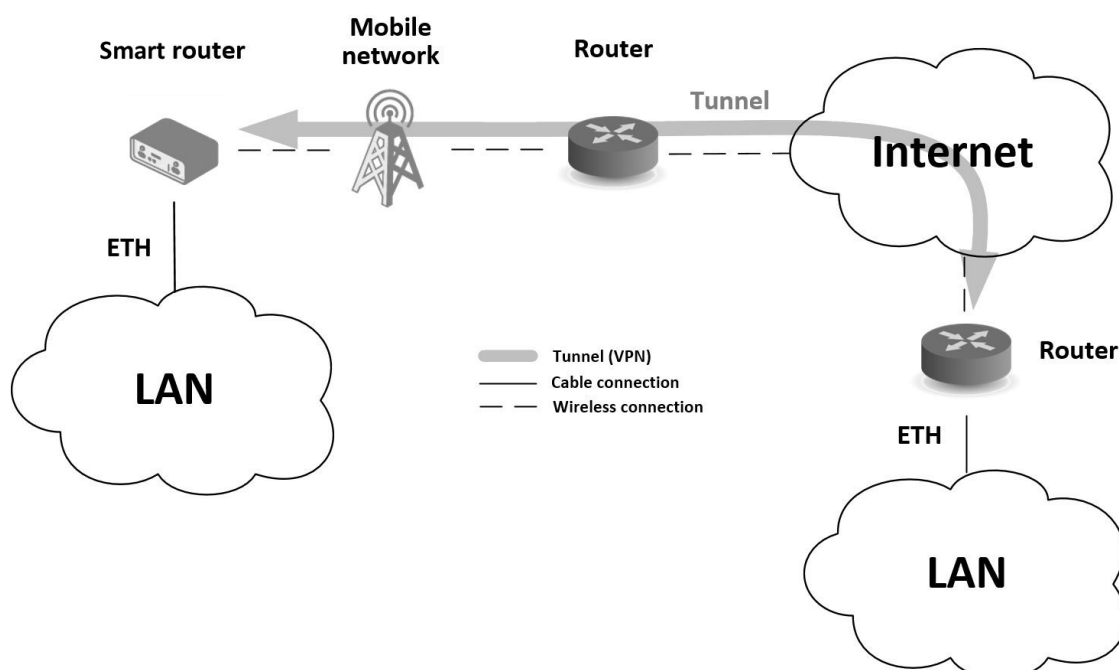 Smart router
Mobile
network
Router
Tunnel
Internet
ETH
LAN
Router
Tunnel (VPN)
Cable connection
Wireless connection
ETH
LAN